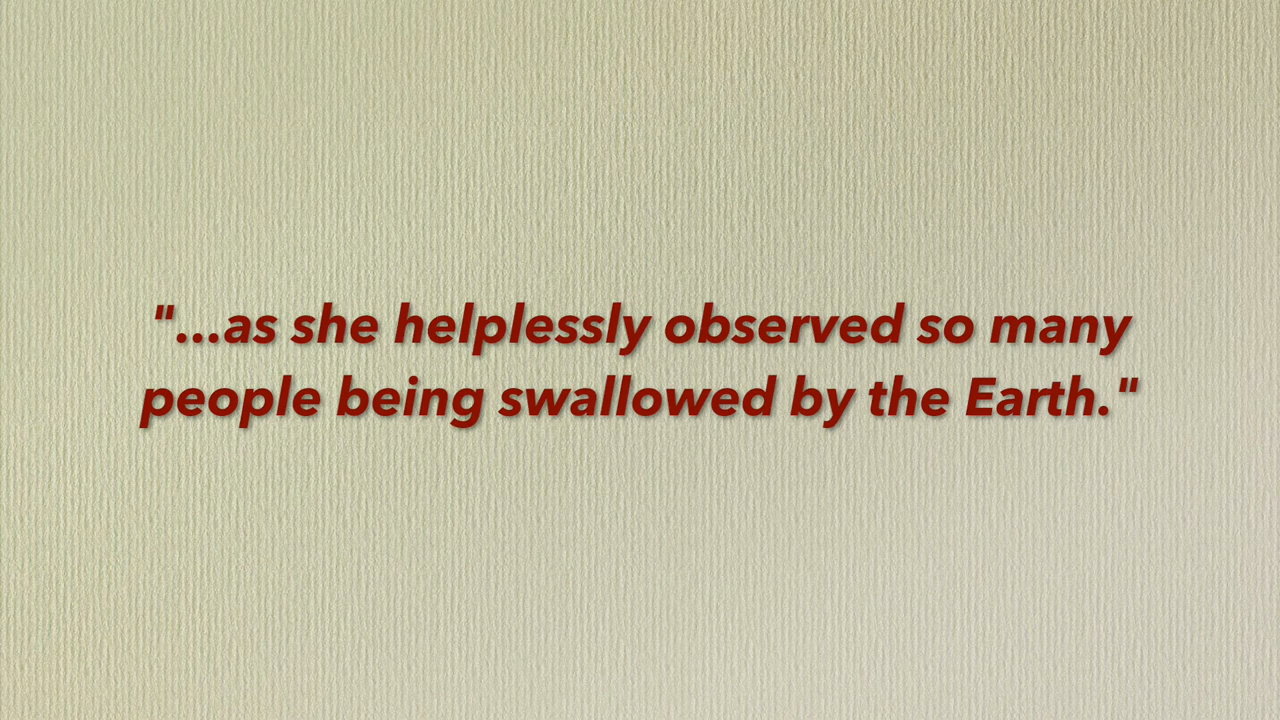 "...as she helplessly observed so many
people being swallowed by the Earth."